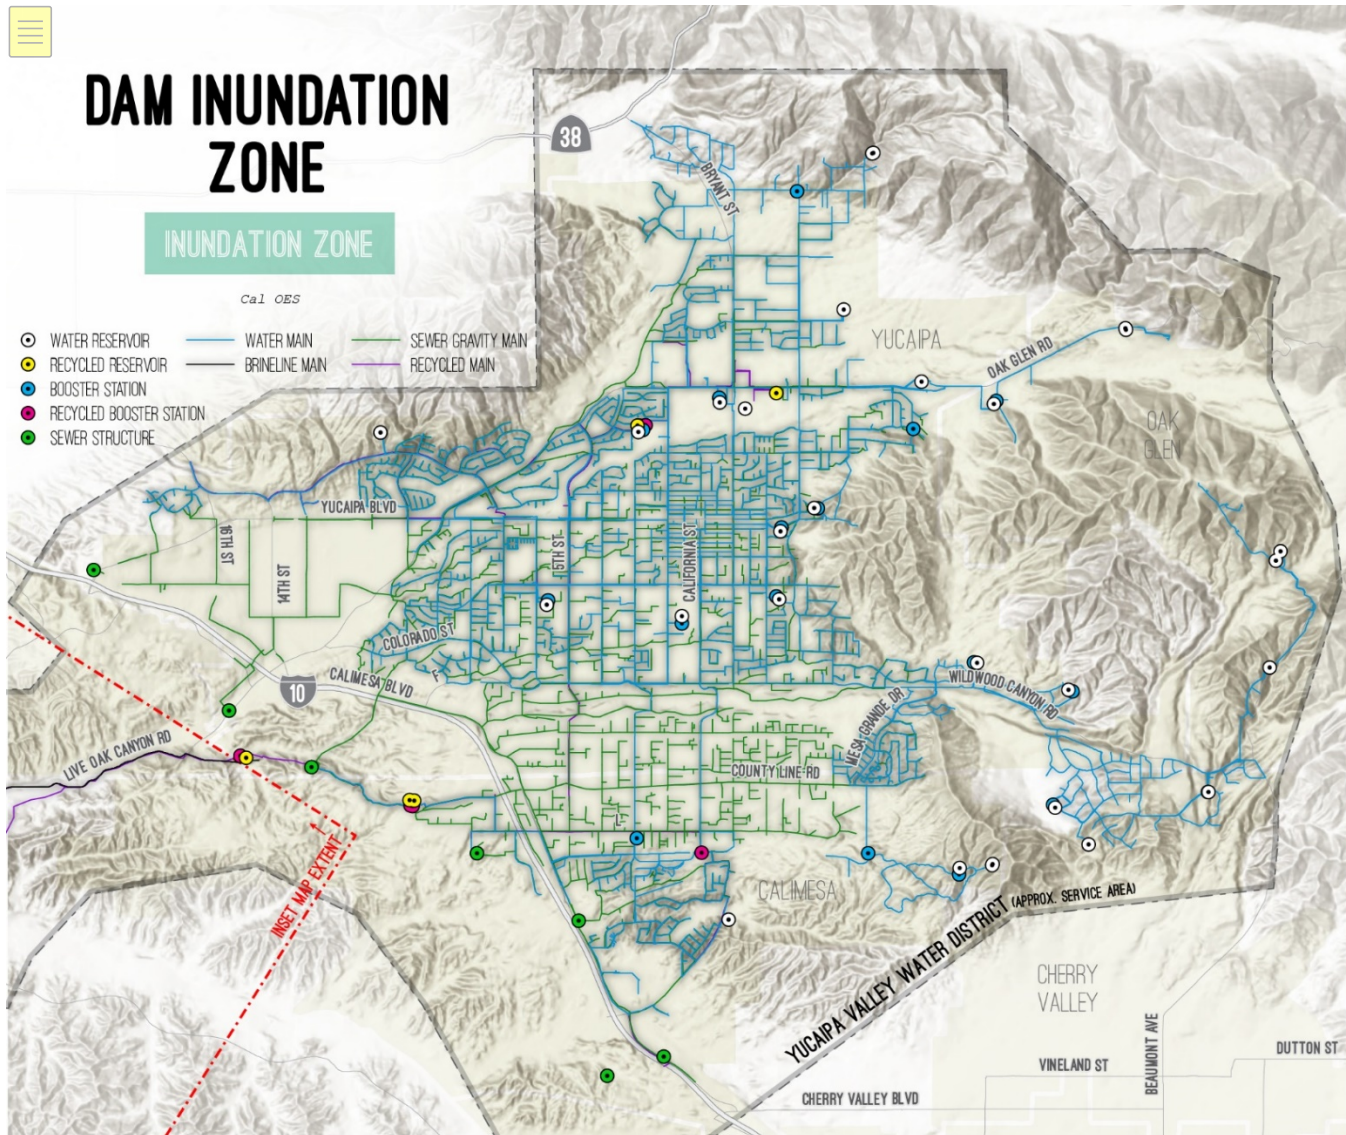 DAM INUNDATION
ZONE
INUNDATION ZONE
Cal OES
WATER RESERVOIR
WATER MAIN
SEWER GRAVITY MAIN
RECYCLED RESERVOIR
BRINELINE MAIN
RECYCLED MAIN
BOOSTER STATION
RECYCLED BOOSTER STATION
SEWER STRUCTURE
38
BRYANT ST
YUCAIPA
OAK GLEN RD
OAK
GLEN
YUCAIPA BLVD
16TH ST
14TH ST
5TH ST
CALIFORNIA ST
COLORADO ST
CALIMESA BLVD
10
WILDWOOD CANYON RD
MESA GRANDE DR
LIVE OAK CANYON RD
COUNTY LINE RD
INSET MAP EXTENT
CALIMESA
YUCAIPA VALLEY WATER DISTRICT (APPROX. SERVICE AREA)
CHERRY
VALLEY
BEAUMONT AVE
DUTTON ST
VINELAND ST
CHERRY VALLEY BLVD